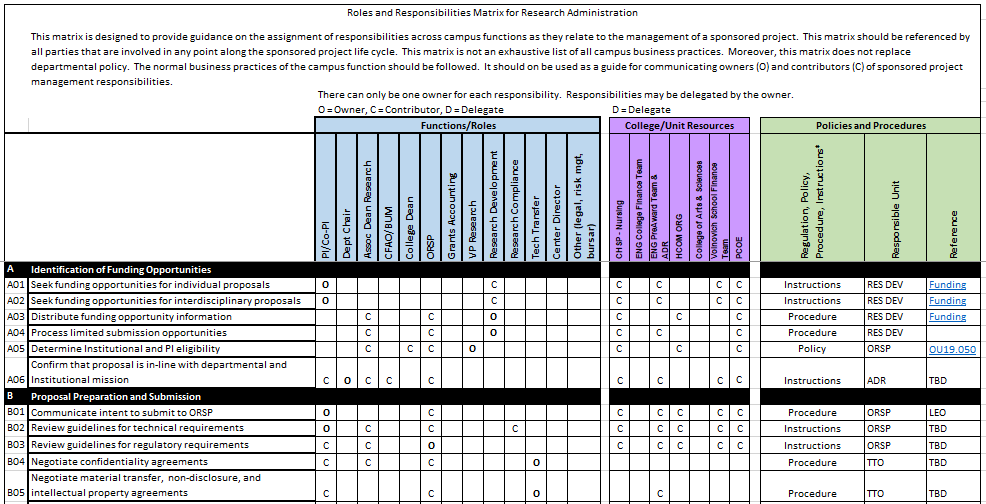 Roles and Responsibilities Matrix for Research Administration
This matrix is designed to provide guidance on the assignment of responsibilities across campus functions as they relate to the management of a sponsored project. This matrix should be referenced by
all parties that are involved in any point along the sponsored project life cycle. This matrix is not an exhaustive list of all campus business practices. Moreover, this matrix does not replace
departmental policy. The normal business practices of the campus function should be followed. It should on be used as a guide for communicating owners (O) and contributors (C) of sponsored project
management responsibilities.
There can only be one owner for each responsibility. Responsibilities may be delegated by the owner.
O = Owner, C = Contributor, D = Delegate D = Delegate
Functions/Roles College/Unit Resources Policies and Procedures
PI/Co-PI
Dept Chair
Assoc Dean Research
CFAO/ BUM
College Dean
ORSP
Grants Accounting
VP Research
Research Development
Research Compliance
Tech Transfer
Center Director
Other (legal, risk mgt,
bursar)
CHSP - Nursing
ENG College Finance Team
ENG PreAward Team &
ADR
HCOM ORG
College of Arts & Sciences
Voinovich School Finance
Team
PCOE
Regulation, Policy,
Procedure, Instructions*
Responsible Unit
Reference
A Identification of Funding Opportunities
A01 Seek funding opportunities for individual proposals O C C C C C Instructions RES DEV Funding
A02 Seek funding opportunities for interdisciplinary proposals O C C C C C Instructions RES DEV Funding
A03 Distribute funding opportunity information C C O C C C Procedure RES DEV Funding
A04 Process limited submission opportunities C C O C C C Procedure RES DEV
A05 Determine Institutional and PI eligibility C C C O C C C Policy ORSP OU19.050
Confirm that proposal is in-line with departmental and
A06 Institutional mission C O C C C C C C C Instructions ADR TBD
B Proposal Preparation and Submission
B01 Communicate intent to submit to ORSP O C C C C C C Procedure ORSP LEO
B02 Review guidelines for technical requirements O C C C C C C C C Instructions ORSP TBD
B03 Review guidelines for regulatory requirements C C O C C C C C Instructions ORSP TBD
B04 Negotiate confidentiality agreements C C C O Procedure TTO TBD
Negotiate material transfer, non-disclosure, and
B05 intellectual property agreements C C O C Procedure TTO TBD